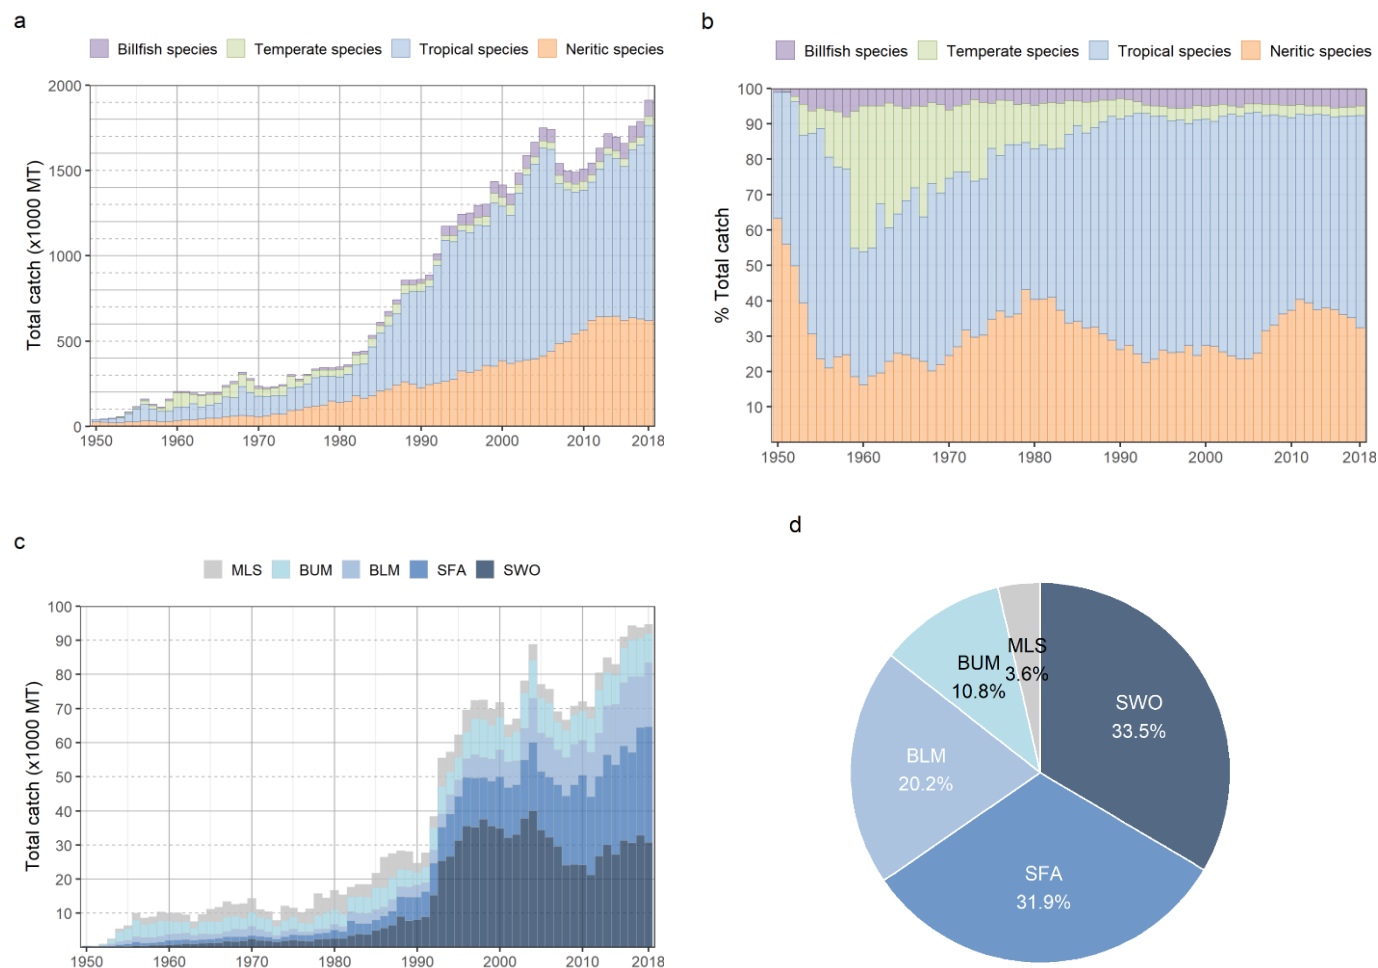 a
Billfish species Temperate species Tropical species Neritic species
Total catch (x1000 MT)
2000
1500
1000
500
0
1950 1960 1970 1980 1990 2000 2010 2018
b
Billfish species Temperate species Tropical species Neritic species
% Total catch
100
90
80
70
60
50
40
30
20
10
1950 1960 1970 1980 1990 2000 2010 2018
c
MLS BUM BLM SFA SWO
Total catch (x1000 MT)
100
90
80
70
60
50
40
30
20
10
1950 1960 1970 1980 1990 2000 2010 2018
d
MLS
3.6%
BUM
10.8%
SWO
33.5%
BLM
20.2%
SFA
31.9%